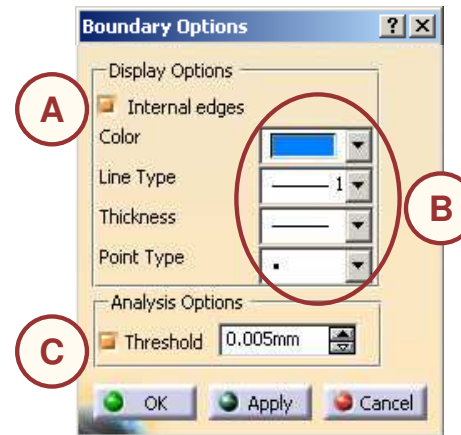 Boundary Options
Display Options
A
Internal edges
Color
Line Type
1
B
Thickness
Point Type
Analysis Options
C
Threshold 0.005mm
OK Apply Cancel